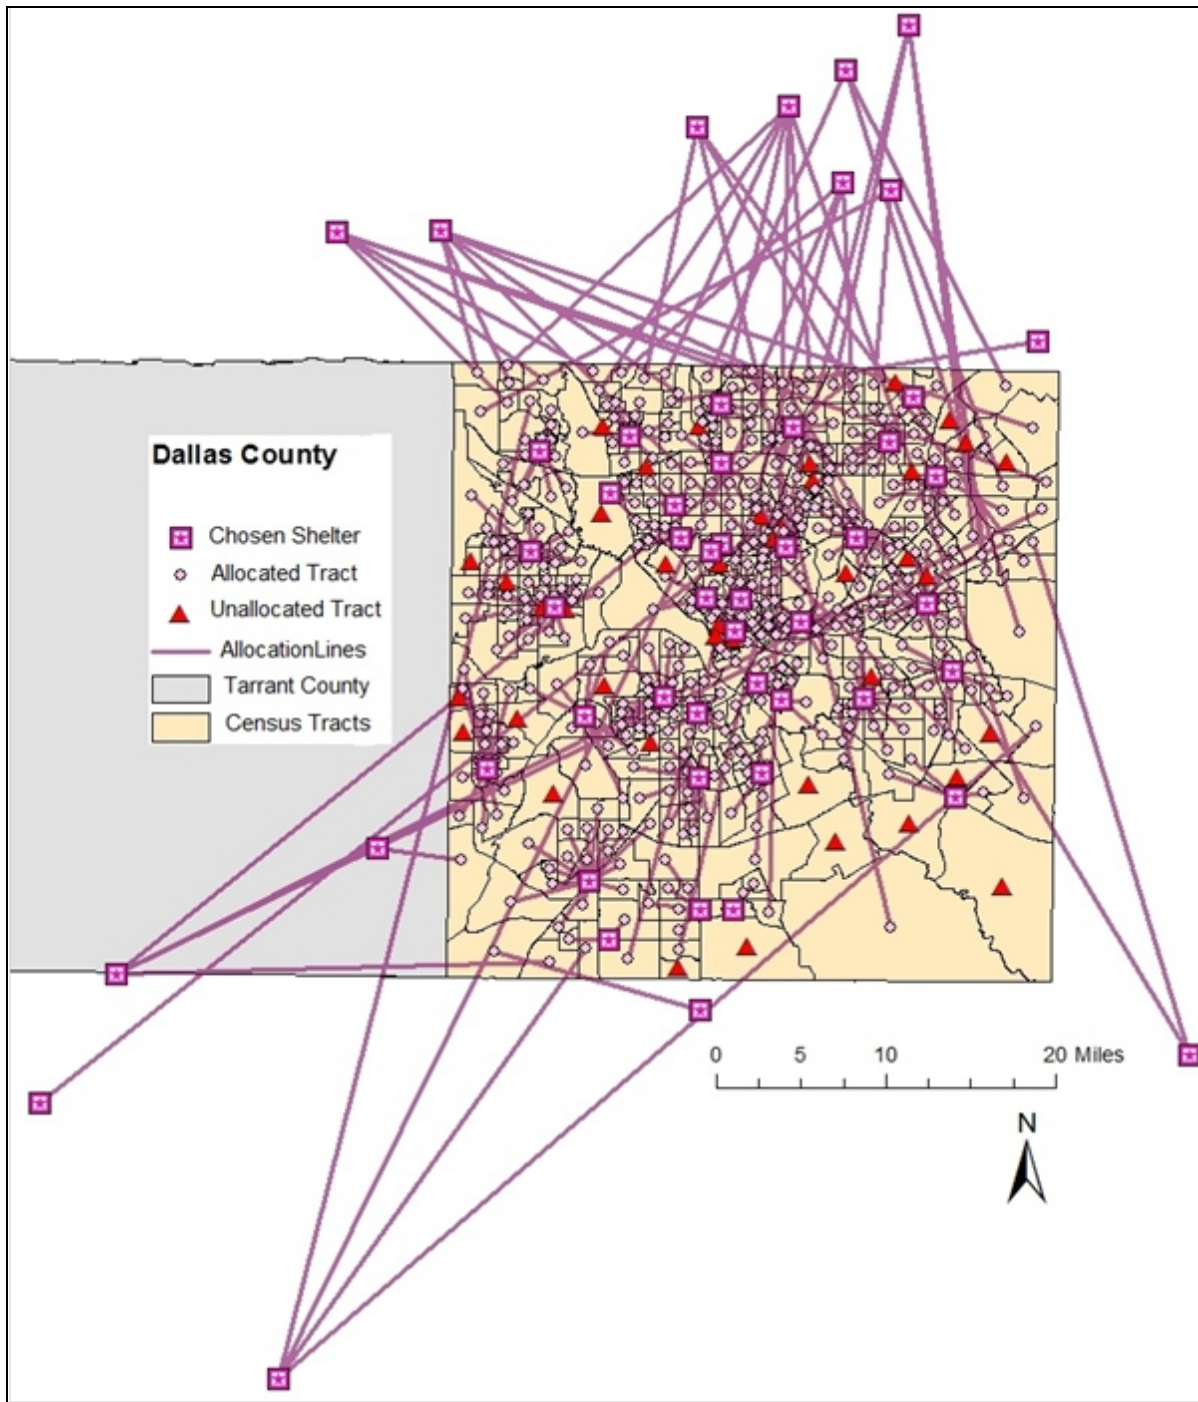 Dallas County
Chosen Shelter
Allocated Tract
Unallocated Tract
AllocationLines
Tarrant County
Census Tracts
0 5 10 20 Miles
N